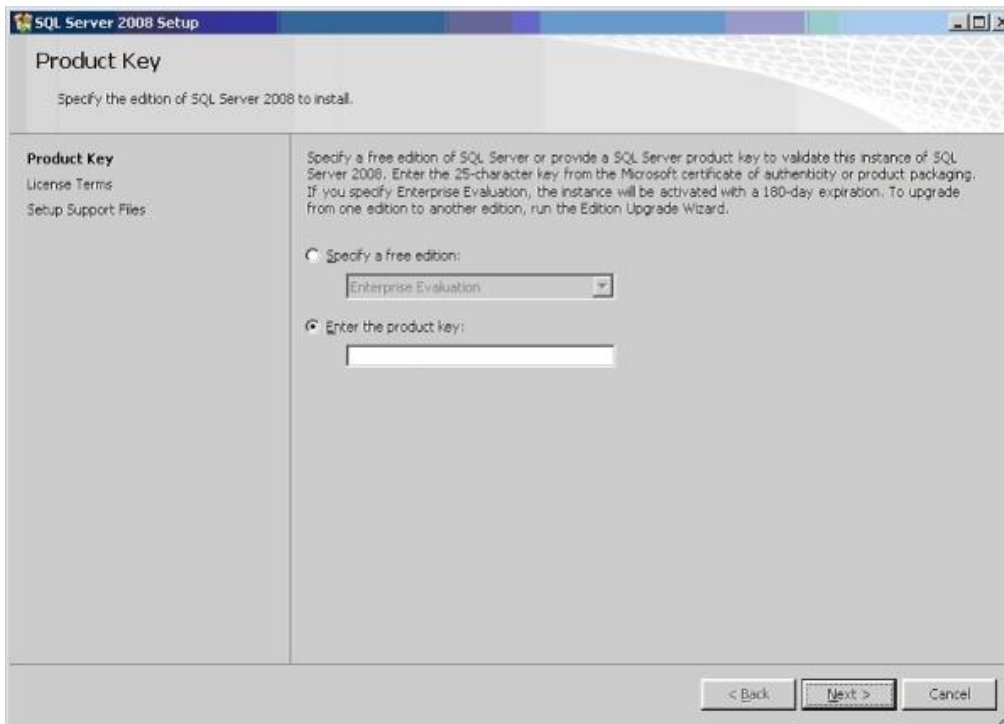 SQL Server 2008 Setup
Product Key
Specify the edition of SQL Server 2008 to install.
Product Key
License Terms
Setup Support Files
Specify a free edition of SQL Server or provide a SQL Server product key to validate this instance of SQL
Server 2008. Enter the 25-character key from the Microsoft certificate of authenticity or product packaging.
If you specify Enterprise Evaluation, the instance will be activated with a 180-day expiration. To upgrade
from one edition to another edition, run the Edition Upgrade Wizard.
Specify a free edition:
Enterprise Evaluation
Enter the product key:
< Back
Next >
Cancel